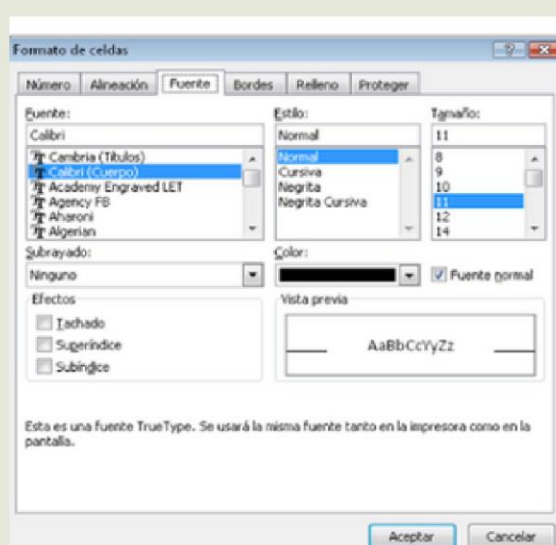 Formato de celdas
Número Alineación Fuente Bordes Relleno Proteger
Fuente: Estilo: Tamaño:
Calibri Normal 11
Cambria (Títulos) Normal 8
Calibri (Cuerpo) Cursiva 9
Academy Engraved LET Negrita 10
Agency FB Negrita Cursiva 11
Aharoni 12
Algerian 14
Subrayado: Color:
Ninguno Fuente normal
Efectos Vista previa
Tachado
Superíndice AaBbCcYyZz
Subíndice
Esta es una fuente TrueType. Se usará la misma fuente tanto en la impresora como en la
pantalla.
Aceptar Cancelar